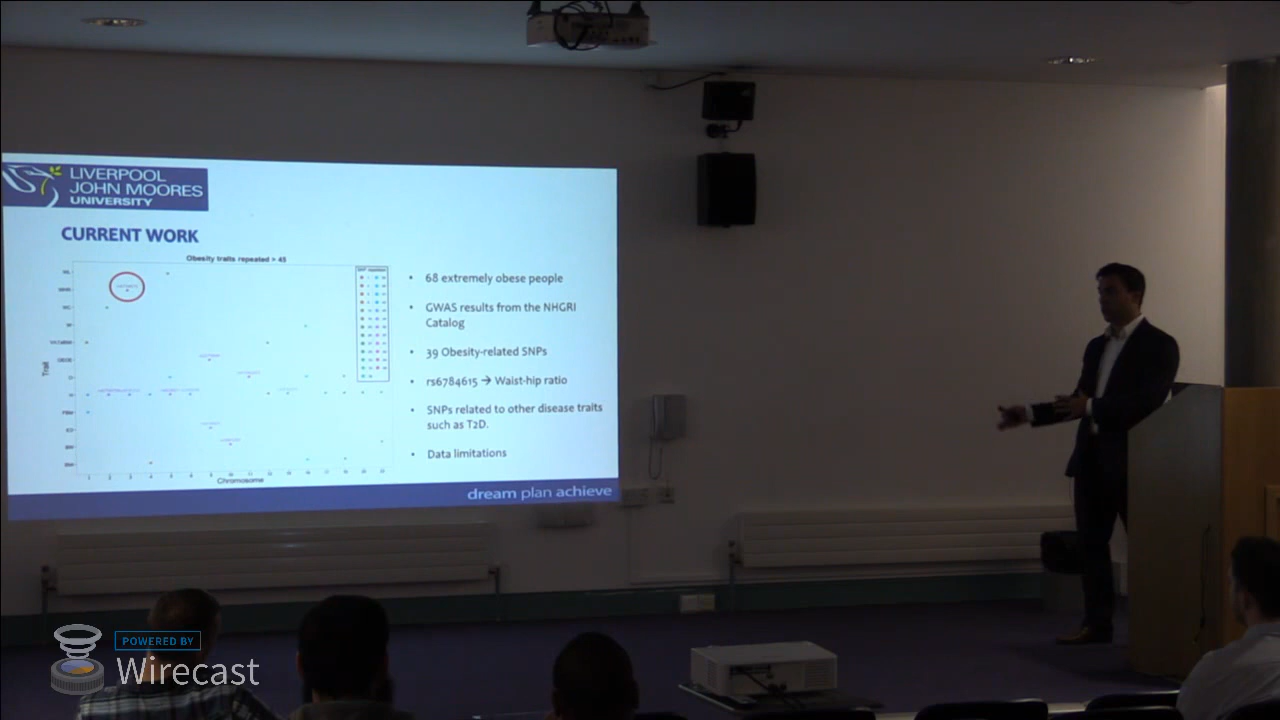 LIVERPOOL
JOHN MOORES
UNIVERSITY
CURRENT WORK
Obesity traits repeated > 45
Trait
Chromosome
• 68 extremely obese people
• GWAS results from the NHGRI
Catalog
• 39 Obesity-related SNPs
• rs6784615 → Waist-hip ratio
• SNPs related to other disease traits
such as T2D.
• Data limitations
dream plan achieve
POWERED BY
Wirecast